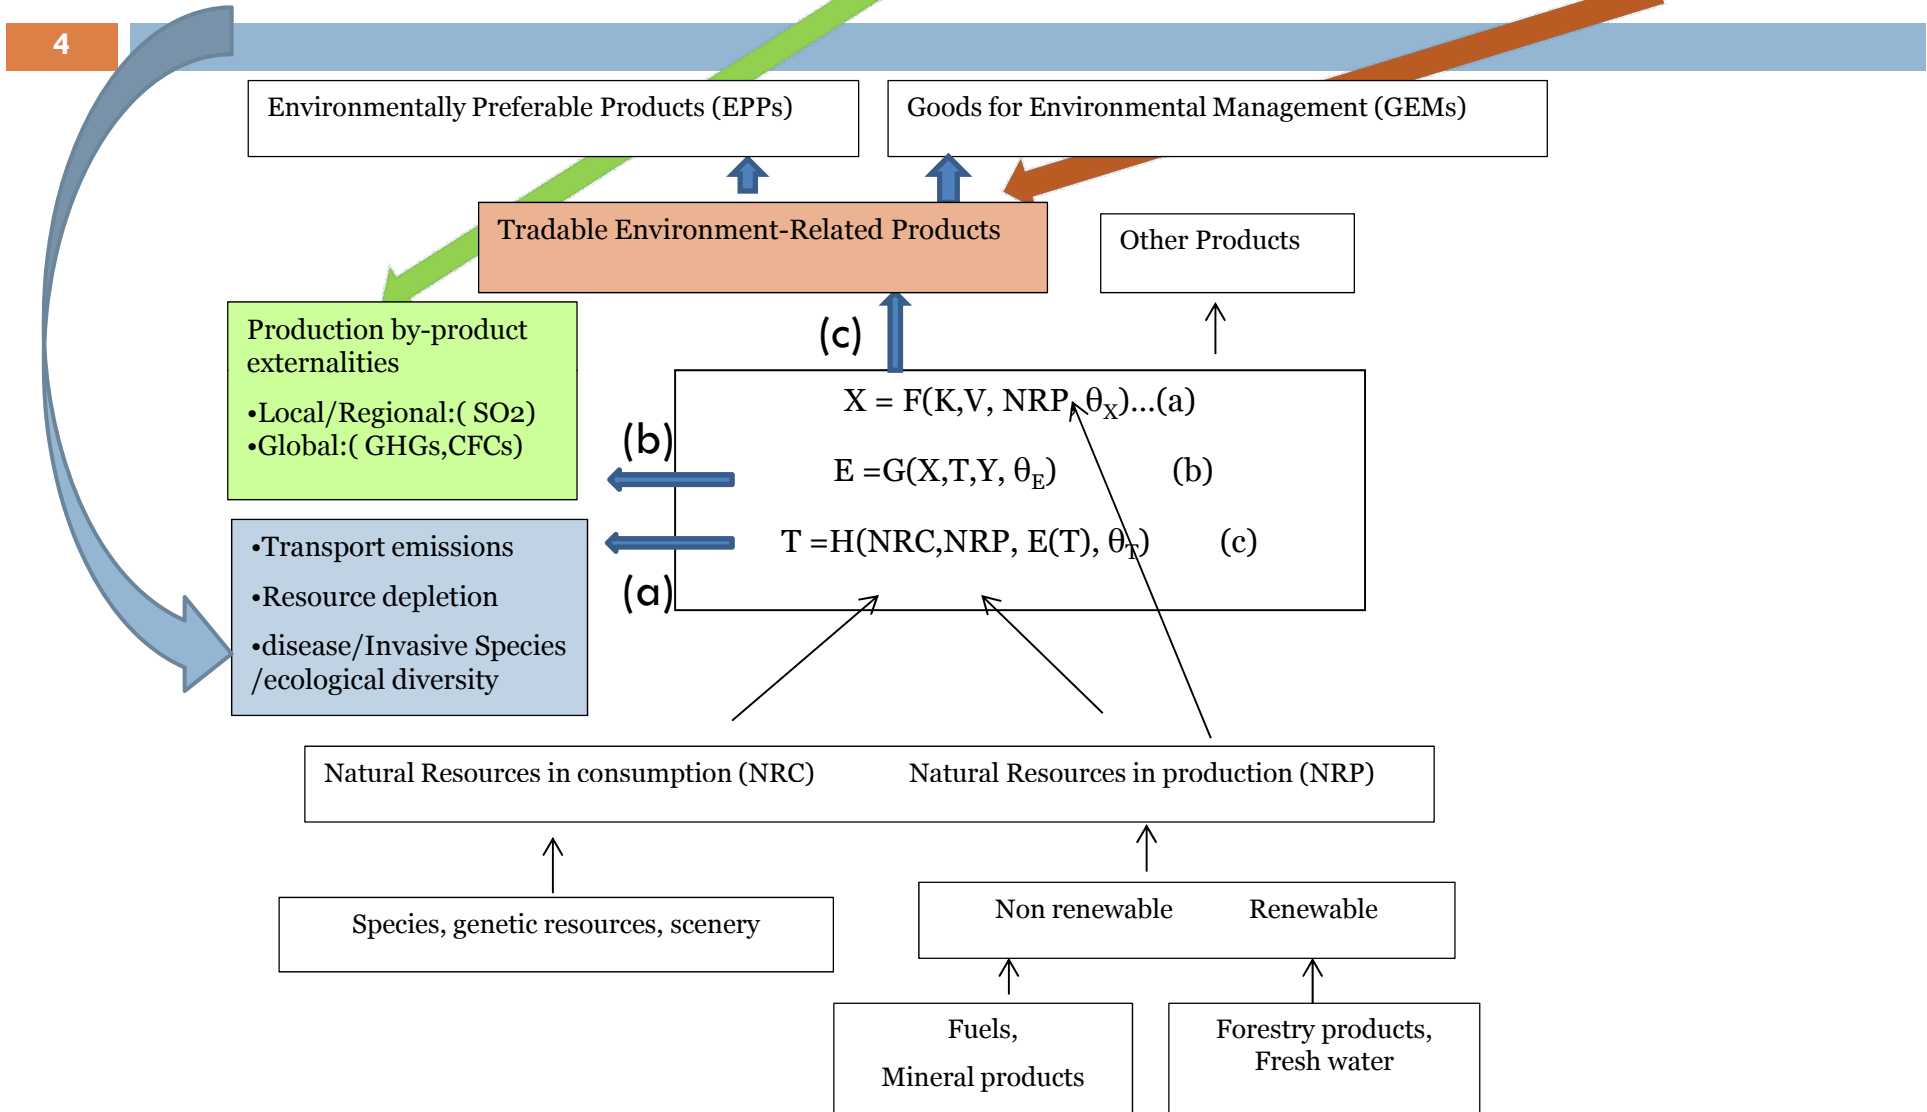 4
Environmentally Preferable Products (EPPs)
Goods for Environmental Management (GEMs)
Tradable Environment-Related Products
Other Products
Production by-product
externalities
•Local/Regional:( SO2)
•Global:( GHGs,CFCs)
(c)
(b)
(a)
X = F(K,V, NRP, θX)...(a)
E =G(X,T,Y, θE) (b)
T =H(NRC,NRP, E(T), θT) (c)
•Transport emissions
•Resource depletion
•disease/Invasive Species
/ecological diversity
Natural Resources in consumption (NRC) Natural Resources in production (NRP)
Species, genetic resources, scenery
Non renewable Renewable
Fuels,
Mineral products
Forestry products,
Fresh water